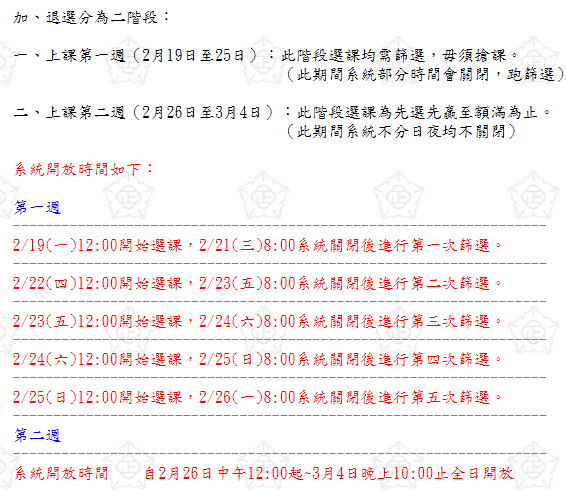 加、退選分為二階段：
一、上課第一週（2月19日至25日）：此階段選課均需篩選，毋須搶課。
（此期間系統部分時間會關閉，跑篩選）
二、上課第二週（2月26日至3月4日）：此階段選課為先選先贏至額滿為止。
（此期間系統不分日夜均不關閉）
系統開放時間如下：
第一週
2/19(一)12:00開始選課，2/21(三)8:00系統關閉後進行第一次篩選。
2/22(四)12:00開始選課，2/23(五)8:00系統關閉後進行第二次篩選。
2/23(五)12:00開始選課，2/24(六)8:00系統關閉後進行第三次篩選。
2/24(六)12:00開始選課，2/25(日)8:00系統關閉後進行第四次篩選。
2/25(日)12:00開始選課，2/26(一)8:00系統關閉後進行第五次篩選。
第二週
系統開放時間　自2月26日中午12:00起~3月4日晚上10:00止全日開放